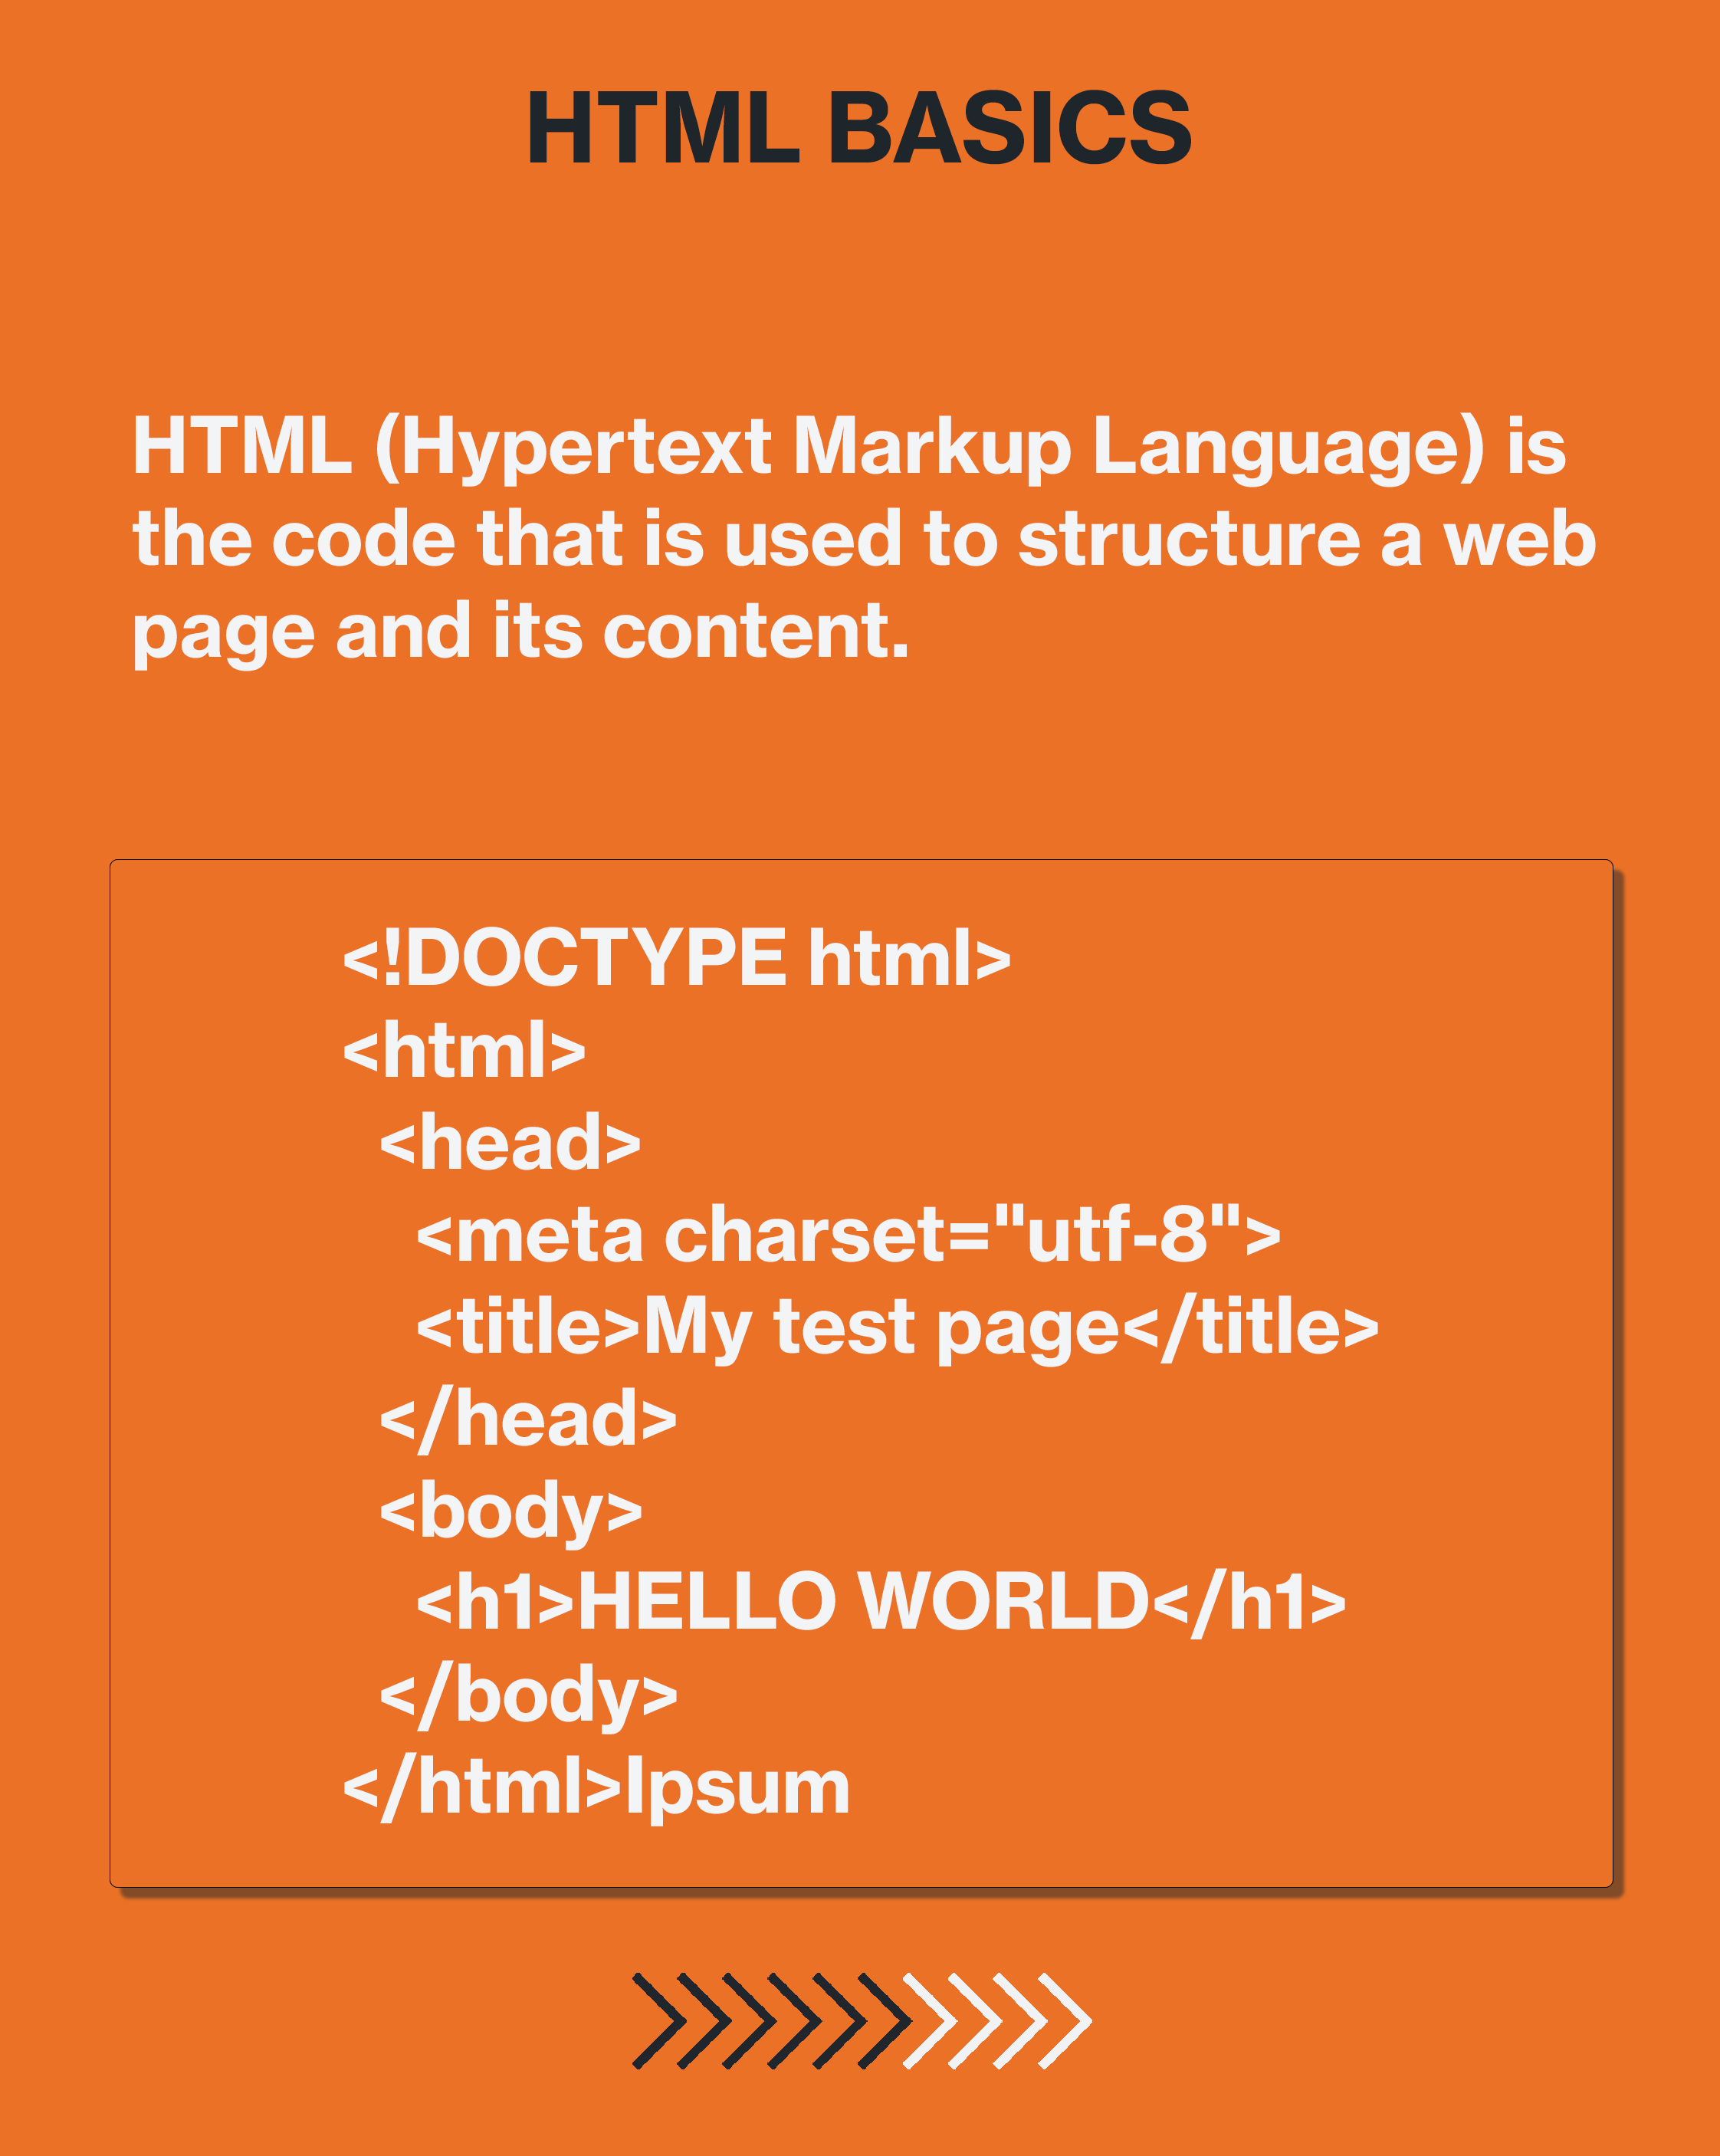 HTML BASICS
HTML (Hypertext Markup Language) is
the code that is used to structure a web
page and its content.
<!DOCTYPE html>
<html>
  <head>
    <meta charset="utf-8">
    <title>My test page</title>
  </head>
  <body>
    <h1>HELLO WORLD</h1>
  </body>
</html>Ipsum